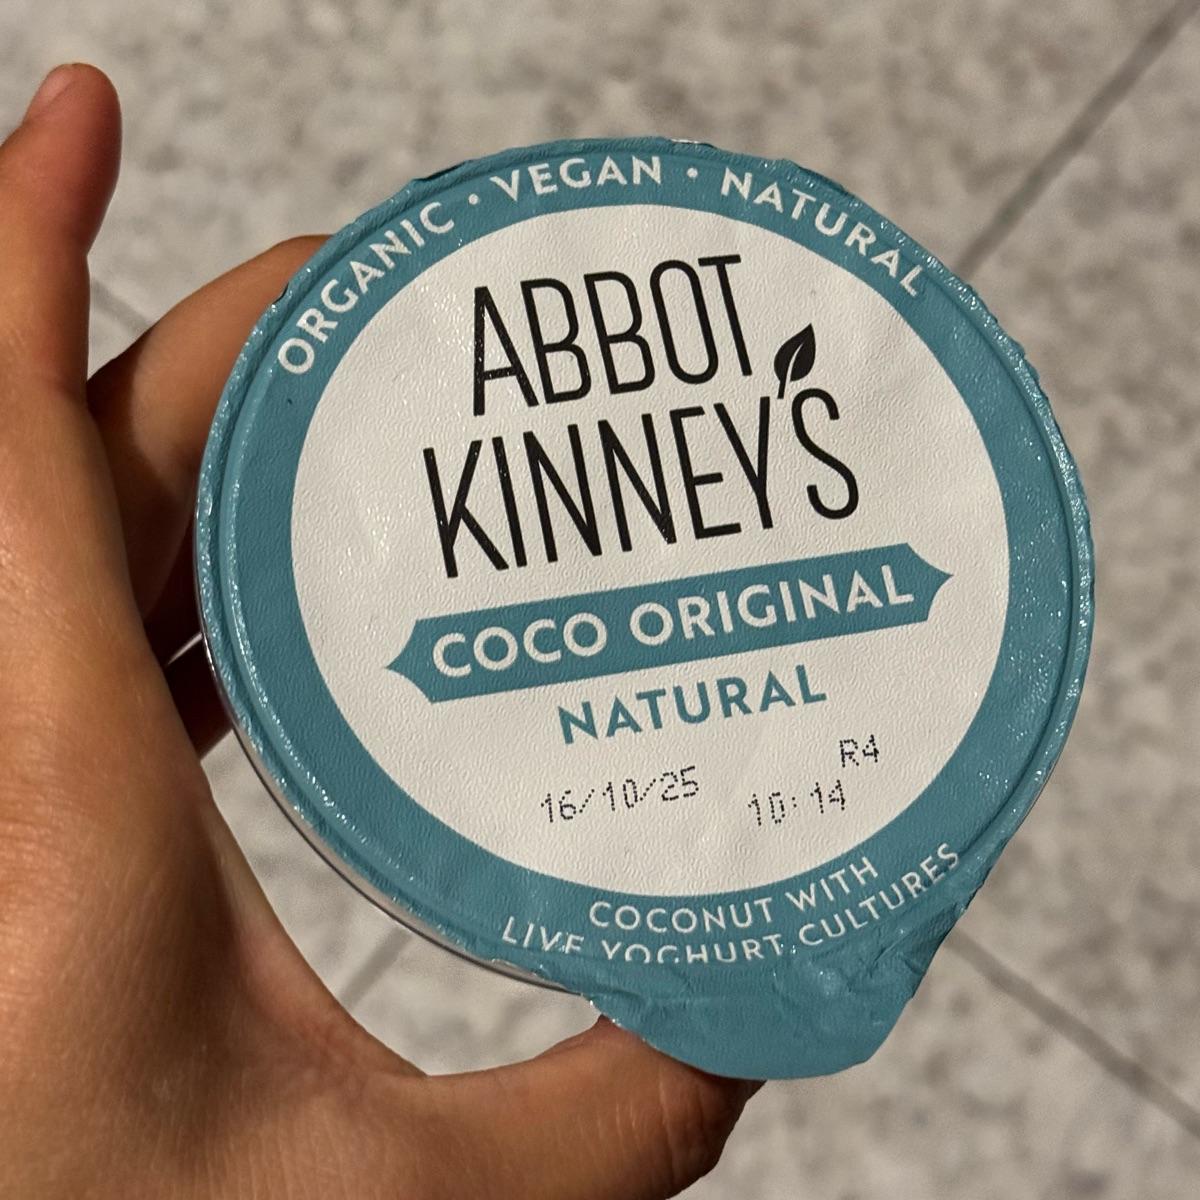 ORGANIC • VEGAN • NATURAL
ABBOT
KINNEY'S
COCO ORIGINAL
NATURAL
R4
16/10/25 10:14
COCONUT WITH
LIVE YOGHURT CULTURES